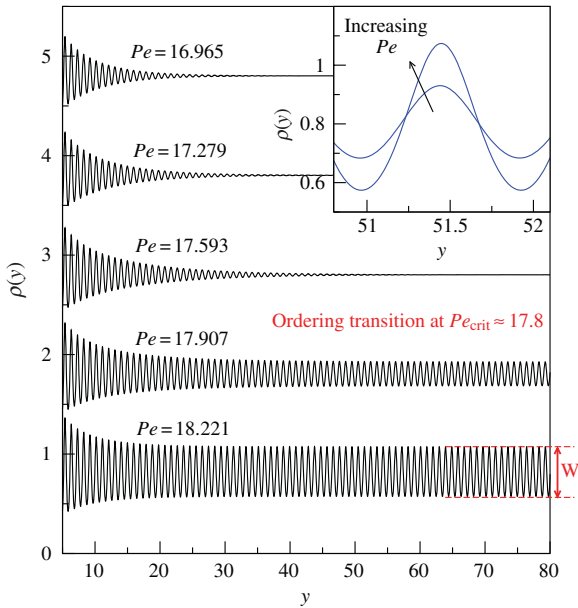 5
4
3
2
1
0
ρ(y)
10
20
30
40
50
60
70
80
y
Pe = 16.965
Pe = 17.279
Pe = 17.593
Ordering transition at Pe_crit ≈ 17.8
Pe = 17.907
Pe = 18.221
W
Increasing
Pe
1
0.8
0.6
ρ(y)
51
51.5
52
y